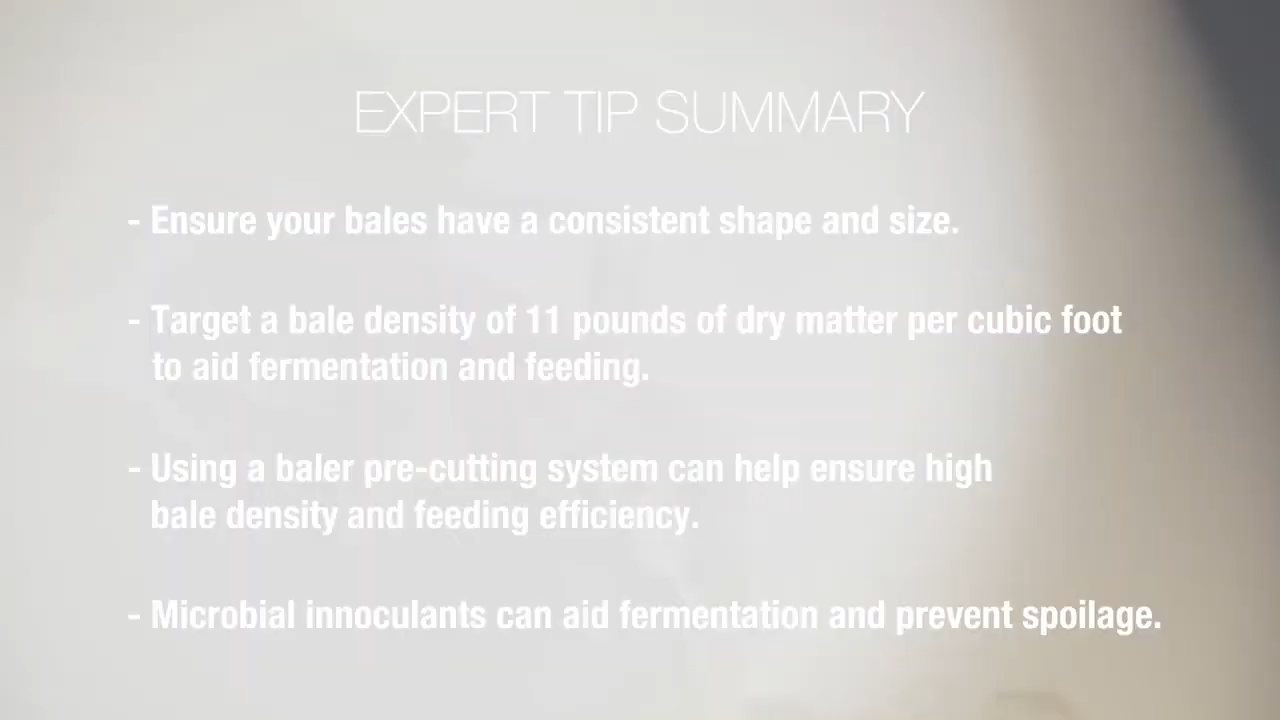 EXPERT TIP SUMMARY
- Ensure your bales have a consistent shape and size.
- Target a bale density of 11 pounds of dry matter per cubic foot
to aid fermentation and feeding.
- Using a baler pre-cutting system can help ensure high
bale density and feeding efficiency.
- Microbial innoculants can aid fermentation and prevent spoilage.